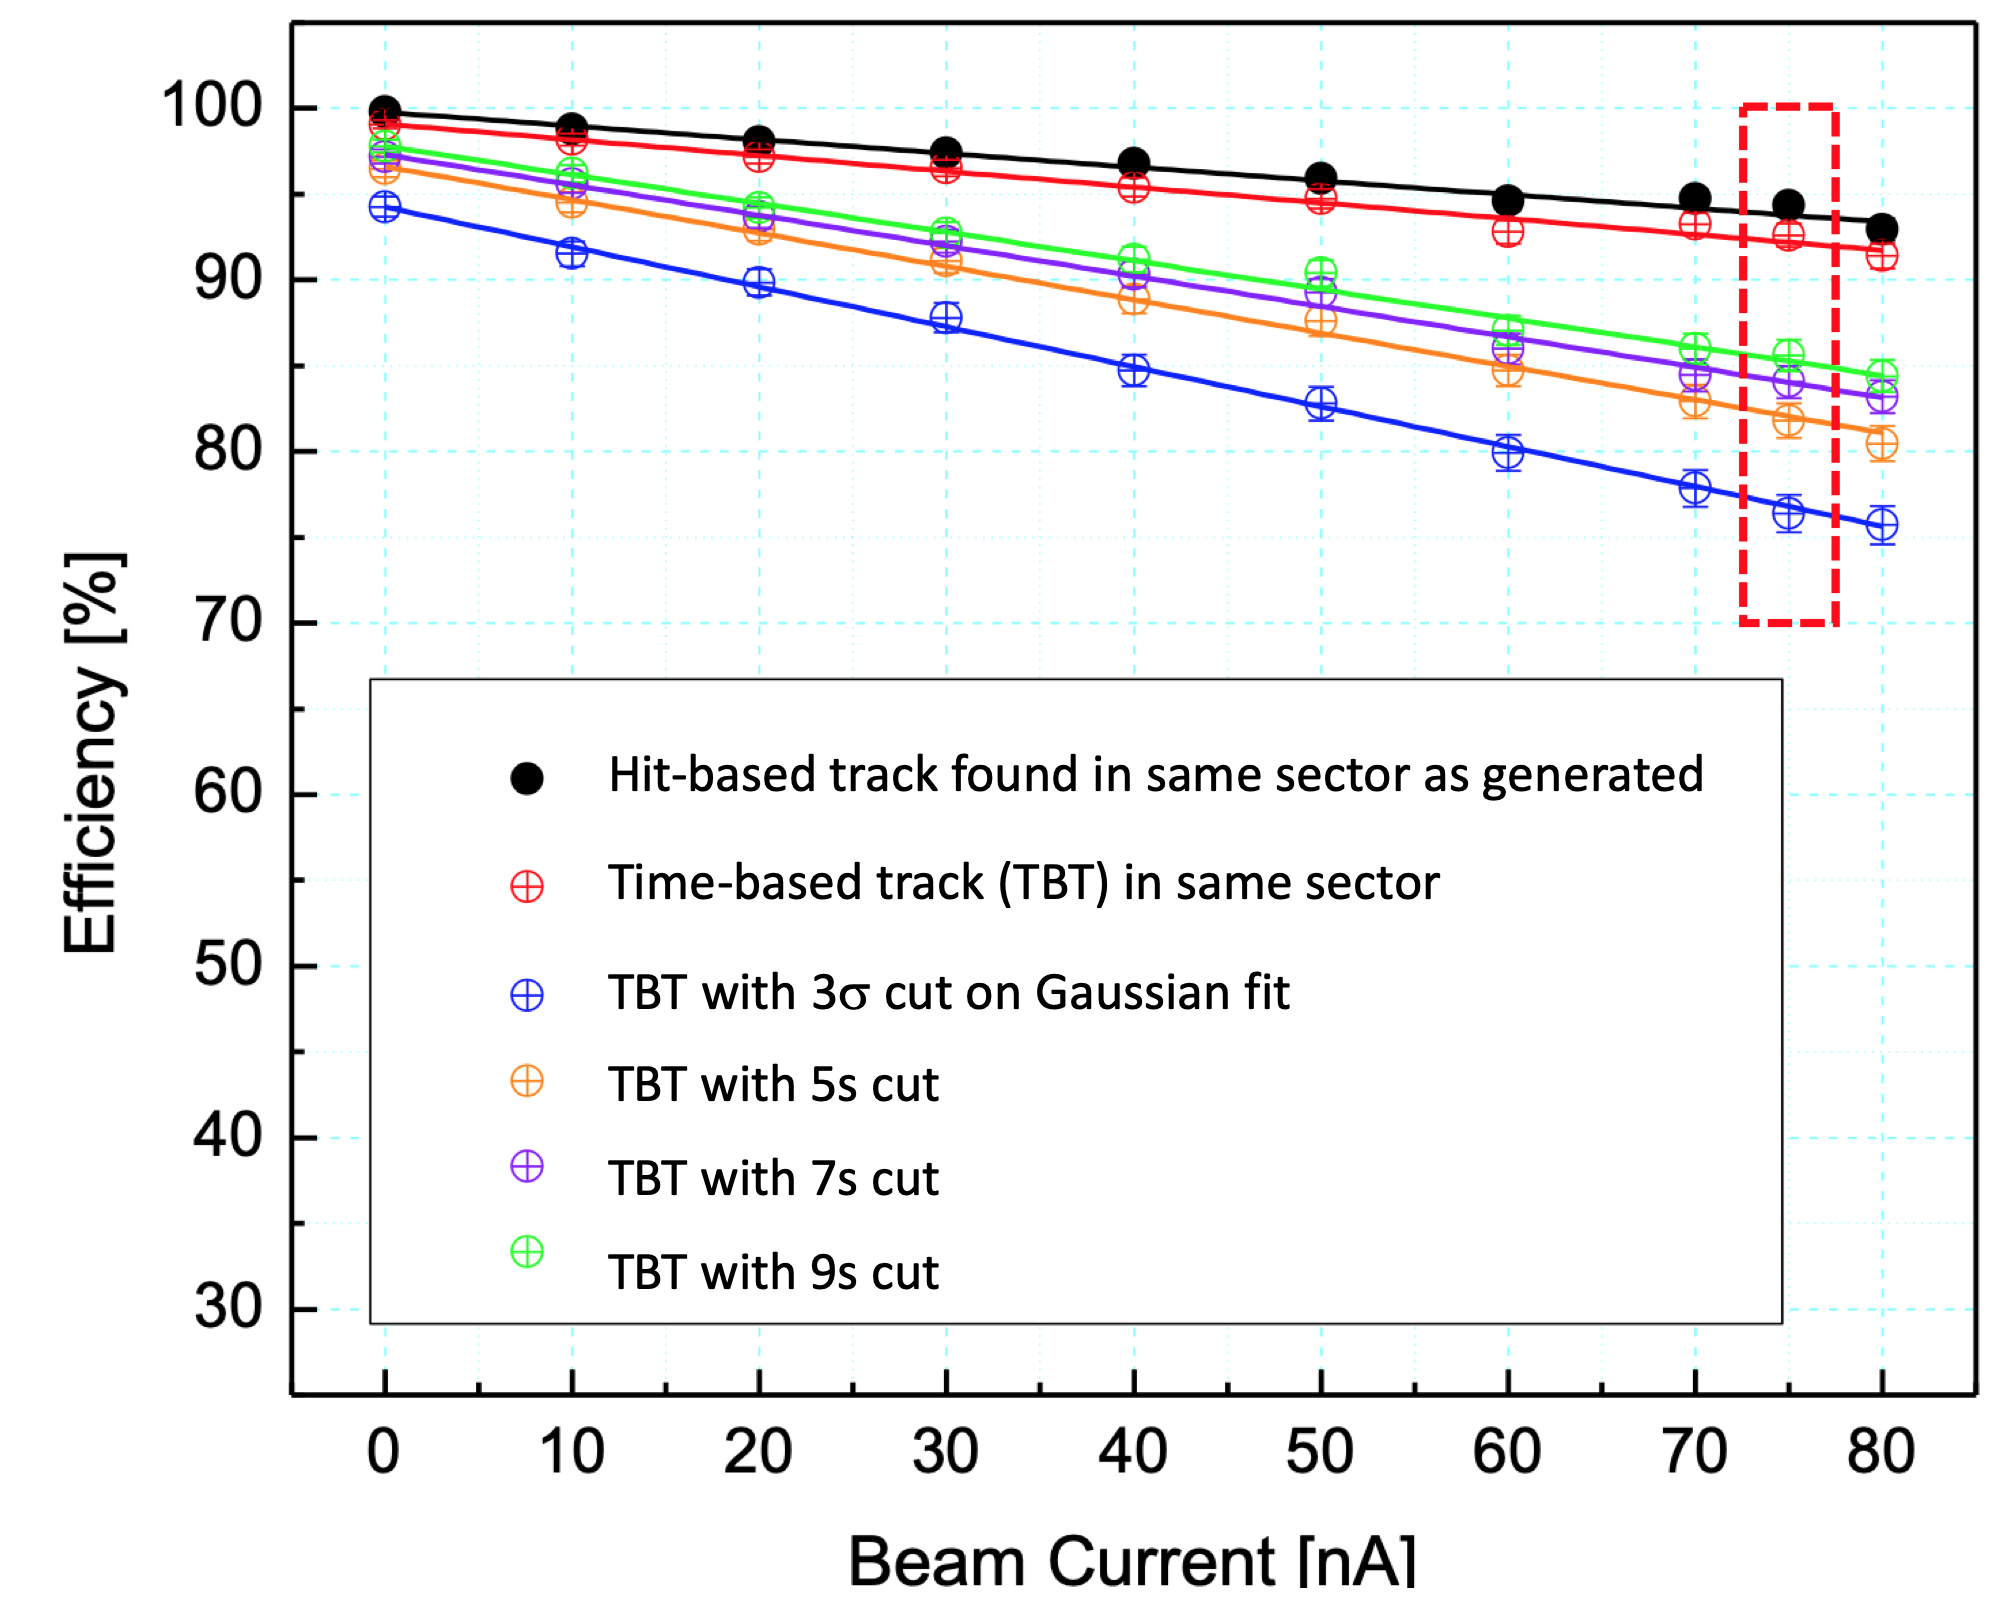 100
90
80
70
60
50
40
30
Efficiency [%]
Hit-based track found in same sector as generated
Time-based track (TBT) in same sector
TBT with 3σ cut on Gaussian fit
TBT with 5s cut
TBT with 7s cut
TBT with 9s cut
0 10 20 30 40 50 60 70 80
Beam Current [nA]